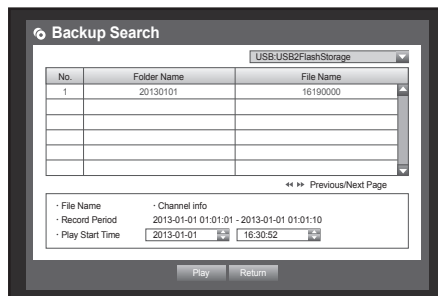 Backup Search
USB:USB2FlashStorage
No. Folder Name File Name
1 20130101 16190000
Previous/Next Page
· File Name · Channel info
· Record Period 2013-01-01 01:01:01 - 2013-01-01 01:01:10
· Play Start Time 2013-01-01 16:30:52
Play Return